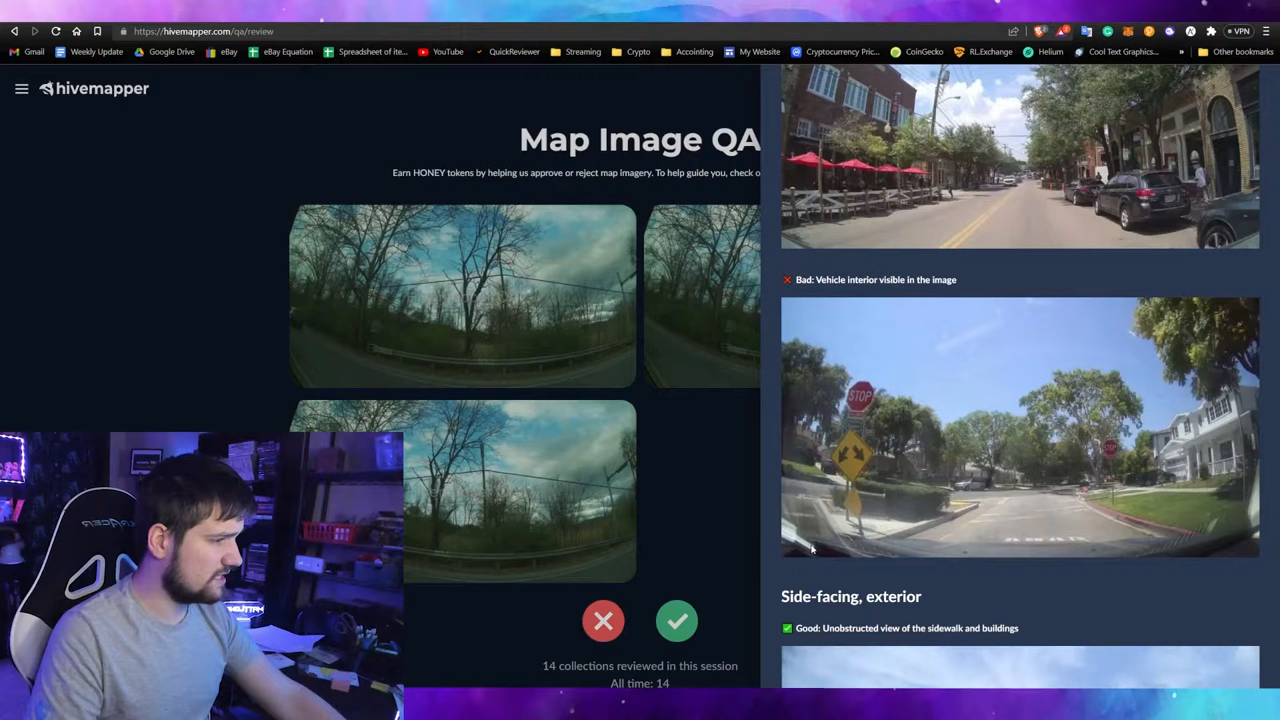 https://hivemapper.com/qa/review
VPN
Gmail
Weekly Update
Google Drive
eBay
eBay Equation
Spreadsheet of ite...
YouTube
QuickReviewer
Streaming
Crypto
Accointing
My Website
Cryptocurrency Pric...
CoinGecko
RL.Exchange
Helium
Cool Text Graphics...
Other bookmarks
hivemapper
Map Image QA
Earn HONEY tokens by helping us approve or reject map imagery. To help guide you, check o
Bad: Vehicle interior visible in the image
STOP
Side-facing, exterior
Good: Unobstructed view of the sidewalk and buildings
14 collections reviewed in this session
All time: 14